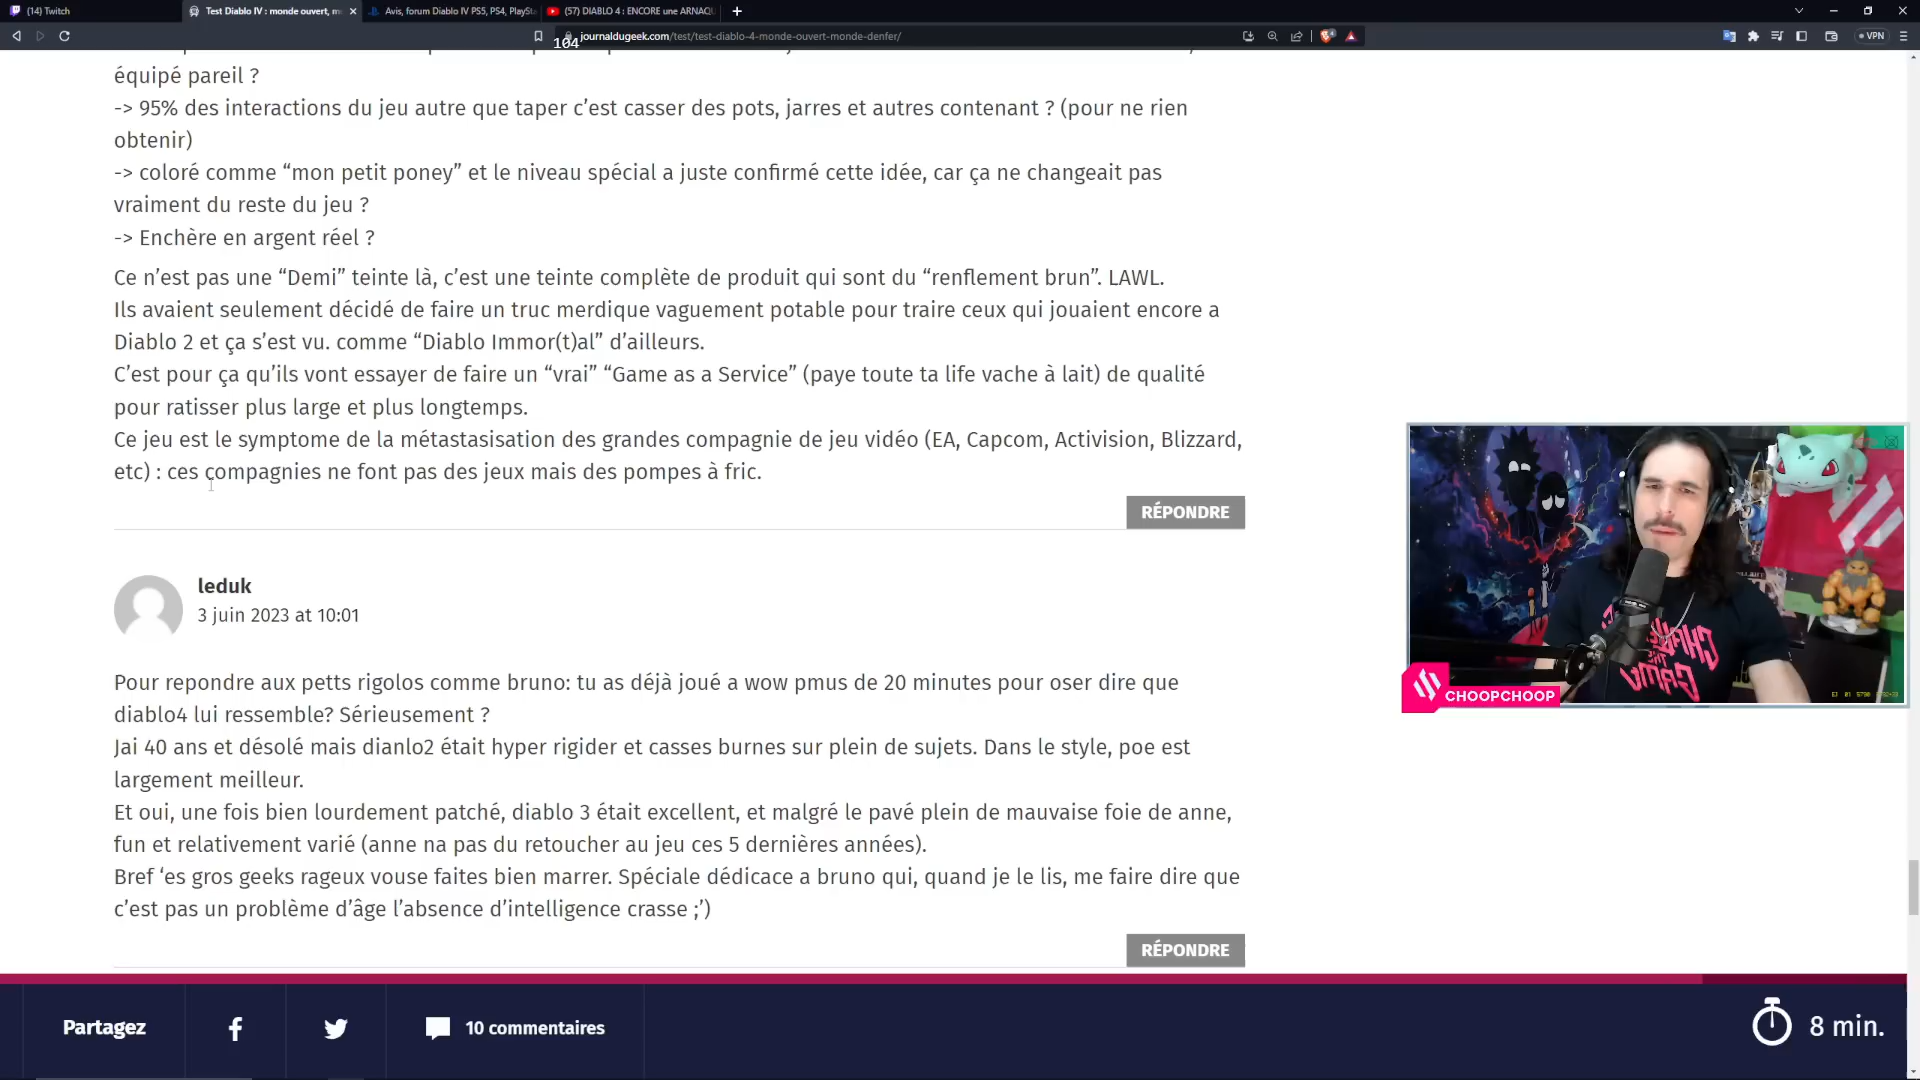 (14) Twitch
Test Diablo IV : monde ouvert, m
Avis, forum Diablo IV PS5, PS4, PlaySt
(57) DIABLO 4 : ENCORE une ARNAQU
104
journaldugeek.com/test/test-diablo-4-monde-ouvert-monde-denfer/
VPN
équipé pareil ?
-> 95% des interactions du jeu autre que taper c’est casser des pots, jarres et autres contenant ? (pour ne rien
obtenir)
-> coloré comme “mon petit poney” et le niveau spécial a juste confirmé cette idée, car ça ne changeait pas
vraiment du reste du jeu ?
-> Enchère en argent réel ?
Ce n’est pas une “Demi” teinte là, c’est une teinte complète de produit qui sont du “renflement brun”. LAWL.
Ils avaient seulement décidé de faire un truc merdique vaguement potable pour traire ceux qui jouaient encore a
Diablo 2 et ça s’est vu. comme “Diablo Immor(t)al” d’ailleurs.
C’est pour ça qu’ils vont essayer de faire un “vrai” “Game as a Service” (paye toute ta life vache à lait) de qualité
pour ratisser plus large et plus longtemps.
Ce jeu est le symptome de la métastasisation des grandes compagnie de jeu vidéo (EA, Capcom, Activision, Blizzard,
etc) : ces compagnies ne font pas des jeux mais des pompes à fric.
RÉPONDRE
CHOOPCHOOP
leduk
3 juin 2023 at 10:01
Pour repondre aux petts rigolos comme bruno: tu as déjà joué a wow pmus de 20 minutes pour oser dire que
diablo4 lui ressemble? Sérieusement ?
Jai 40 ans et désolé mais dianlo2 était hyper rigider et casses burnes sur plein de sujets. Dans le style, poe est
largement meilleur.
Et oui, une fois bien lourdement patché, diablo 3 était excellent, et malgré le pavé plein de mauvaise foie de anne,
fun et relativement varié (anne na pas du retoucher au jeu ces 5 dernières années).
Bref ‘es gros geeks rageux vouse faites bien marrer. Spéciale dédicace a bruno qui, quand je le lis, me faire dire que
c’est pas un problème d’âge l’absence d’intelligence crasse ;’)
RÉPONDRE
Partagez
10 commentaires
8 min.